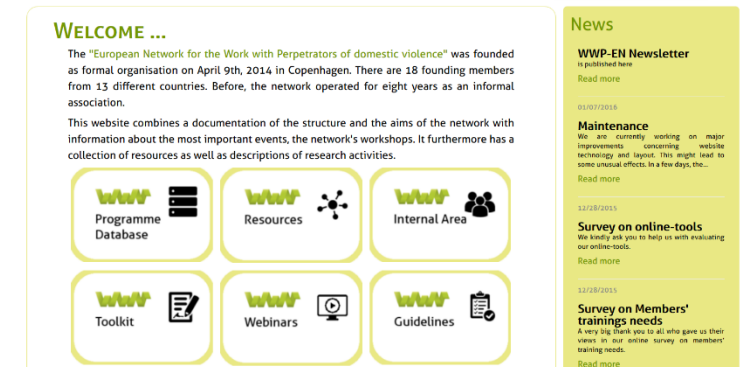 WELCOME ...
The "European Network for the Work with Perpetrators of domestic violence" was founded
as formal organisation on April 9th, 2014 in Copenhagen. There are 18 founding members
from 13 different countries. Before, the network operated for eight years as an informal
association.
This website combines a documentation of the structure and the aims of the network with
information about the most important events, the network's workshops. It furthermore has a
collection of resources as well as descriptions of research activities.
WWP
Programme
Database
WWP
Resources
WWP
Internal Area
WWP
Toolkit
WWP
Webinars
WWP
Guidelines
News
WWP-EN Newsletter
is published here
Read more
01/07/2016
Maintenance
We are currently working on major
improvements concerning website
technology and layout. This might lead to
some unusual effects. In a few days, the...
Read more
12/28/2015
Survey on online-tools
We kindly ask you to help us with evaluating
our online-tools.
Read more
12/28/2015
Survey on Members'
trainings needs
A very big thank you to all who gave us their
views in our online survey on members'
training needs.
Read more